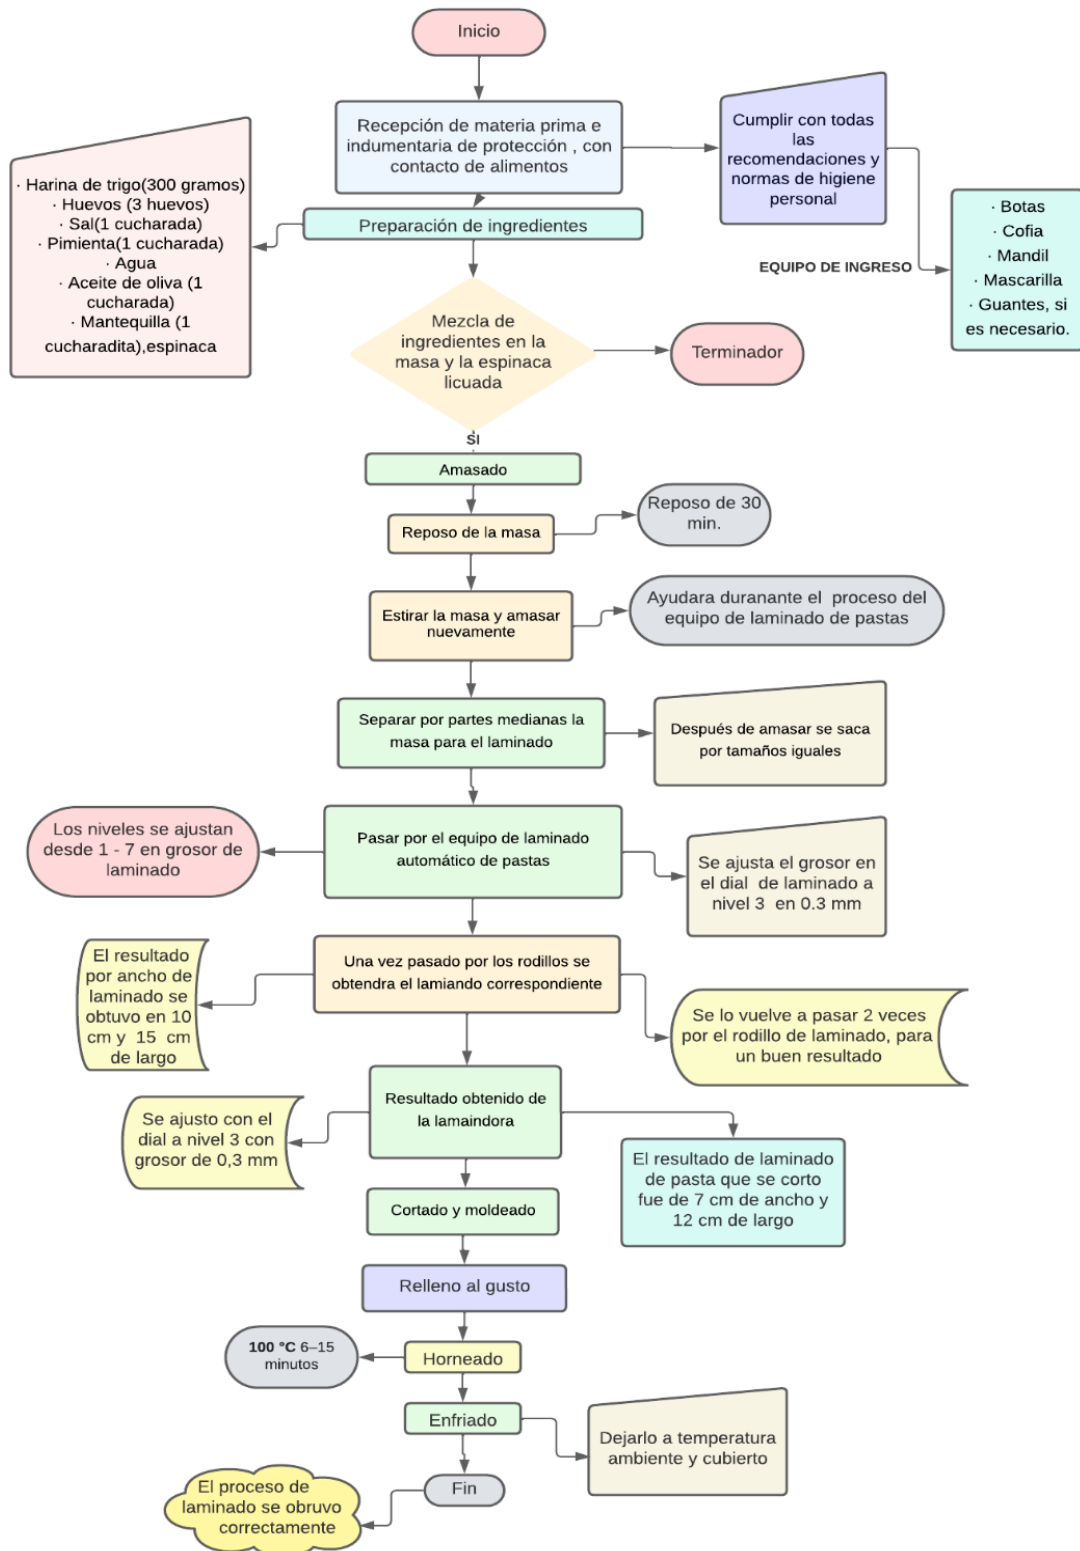 Inicio
Recepción de materia prima e
indumentaria de protección , con
contacto de alimentos
Cumplir con todas
las
recomendaciones y
normas de higiene
personal
· Harina de trigo(300 gramos)
· Huevos (3 huevos)
· Sal(1 cucharada)
· Pimienta(1 cucharada)
· Agua
· Aceite de oliva (1
cucharada)
· Mantequilla (1
cucharadita),espinaca
Preparación de ingredientes
EQUIPO DE INGRESO
· Botas
· Cofia
· Mandil
· Mascarilla
· Guantes, si
es necesario.
Mezcla de
ingredientes en la
masa y la espinaca
licuada
Terminador
SI
Amasado
Reposo de la masa
Reposo de 30
min.
Estirar la masa y amasar
nuevamente
Ayudara duranante el proceso del
equipo de laminado de pastas
Separar por partes medianas la
masa para el laminado
Después de amasar se saca
por tamaños iguales
Los niveles se ajustan
desde 1 - 7 en grosor de
laminado
Pasar por el equipo de laminado
automático de pastas
Se ajusta el grosor en
el dial de laminado a
nivel 3 en 0.3 mm
El resultado
por ancho de
laminado se
obtuvo en 10
cm y 15 cm
de largo
Una vez pasado por los rodillos se
obtendra el lamiando correspondiente
Se lo vuelve a pasar 2 veces
por el rodillo de laminado, para
un buen resultado
Se ajusto con el
dial a nivel 3 con
grosor de 0,3 mm
Resultado obtenido de
la lamaindora
El resultado de laminado
de pasta que se corto
fue de 7 cm de ancho y
12 cm de largo
Cortado y moldeado
Relleno al gusto
100 °C 6–15
minutos
Horneado
Enfriado
Dejarlo a temperatura
ambiente y cubierto
Fin
El proceso de
laminado se obruvo
correctamente